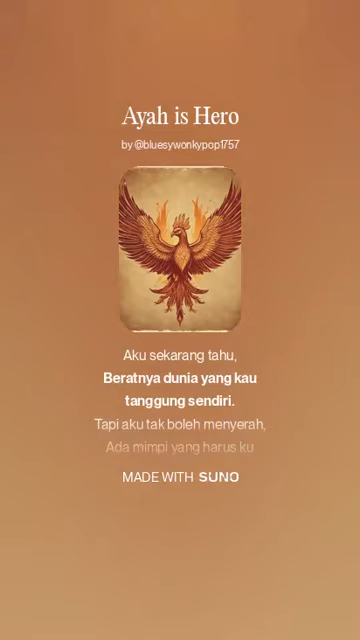 Ayah is Hero
by @bluesywonkypop1757
Aku sekarang tahu,
Beratnya dunia yang kau
tanggung sendiri.
Tapi aku tak boleh menyerah,
Ada mimpi yang harus ku
MADE WITH SUNO